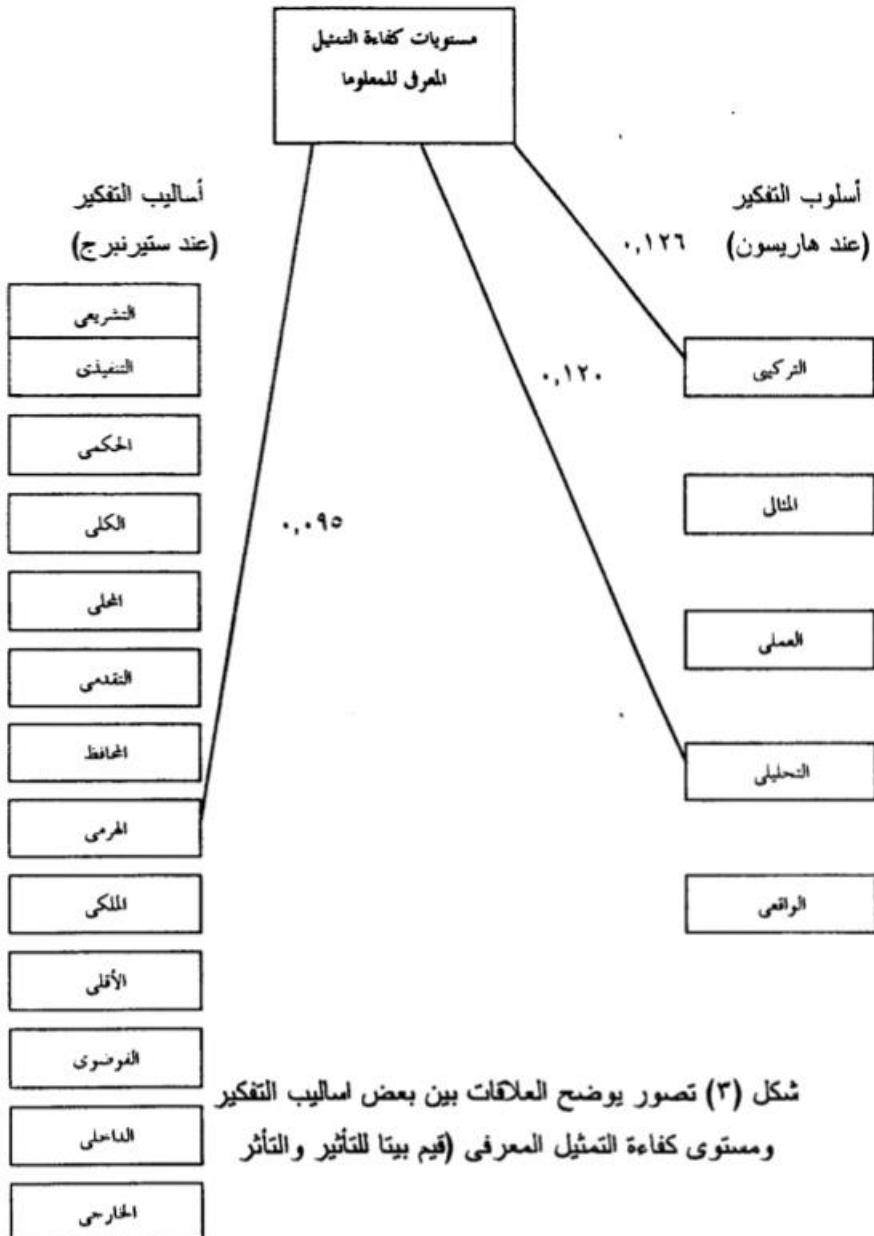 مستويات كفاءة التمثيل
المعرفى للمعلوما
أسلوب التفكير
(عند هاريسون)
أساليب التفكير
(عند ستيرنبرج)
٠,١٢٦
٠,١٢٠
٠,٠٩٥
التركيبى
المثالى
العملى
التحليلى
الواقعى
التشريعى
التنفيذى
الحكمى
الكلى
المحلى
التقدمى
المحافظ
الهرمى
الملكى
الأقلى
الفوضوى
الداخلى
الخارجى
شكل (٣) تصور يوضح العلاقات بين بعض اساليب التفكير
ومستوى كفاءة التمثيل المعرفى (قيم بيتا للتأثير والتأثر